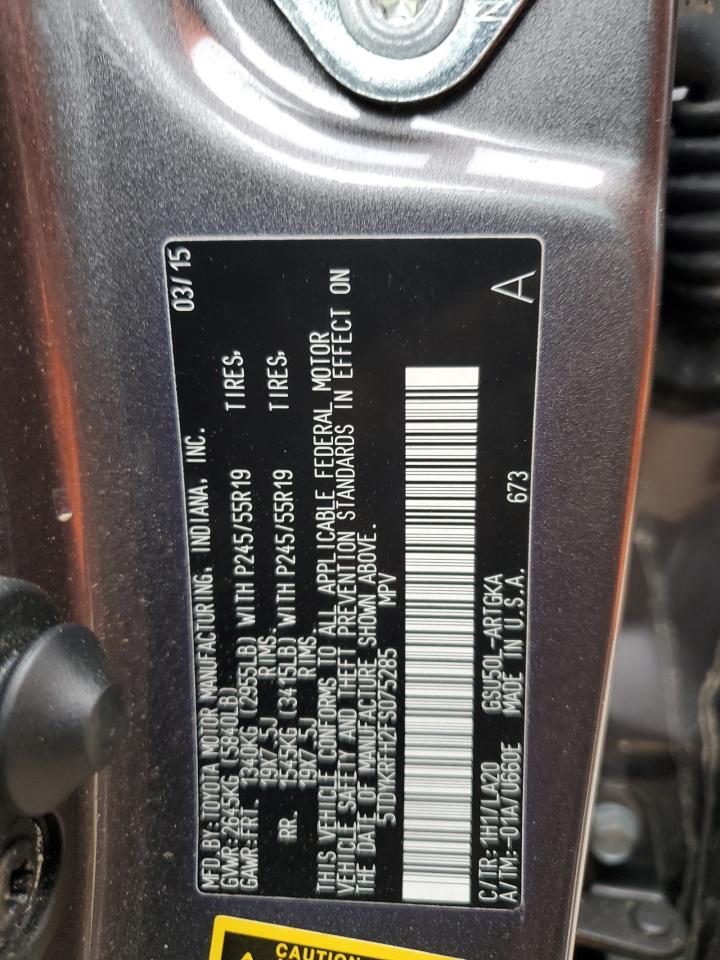 MFD. BY: TOYOTA MOTOR MANUFACTURING, INDIANA, INC. 03/15
GVWR: 2645KG (5840LB)
GAWR: FRT. 1340KG (2955LB) WITH P245/55R19 TIRES,
19X7.5J RIMS,
RR. 1545KG (3415LB) WITH P245/55R19 TIRES,
19X7.5J RIMS,
THIS VEHICLE CONFORMS TO ALL APPLICABLE FEDERAL MOTOR
VEHICLE SAFETY AND THEFT PREVENTION STANDARDS IN EFFECT ON
THE DATE OF MANUFACTURE SHOWN ABOVE.
5TDYKRFH2FS075285 MPV
C/TR: 1H1/LA20 GSU50L-ARTGKA A
A/TM: -01A/U660E MADE IN U.S.A. 673
CAUTION